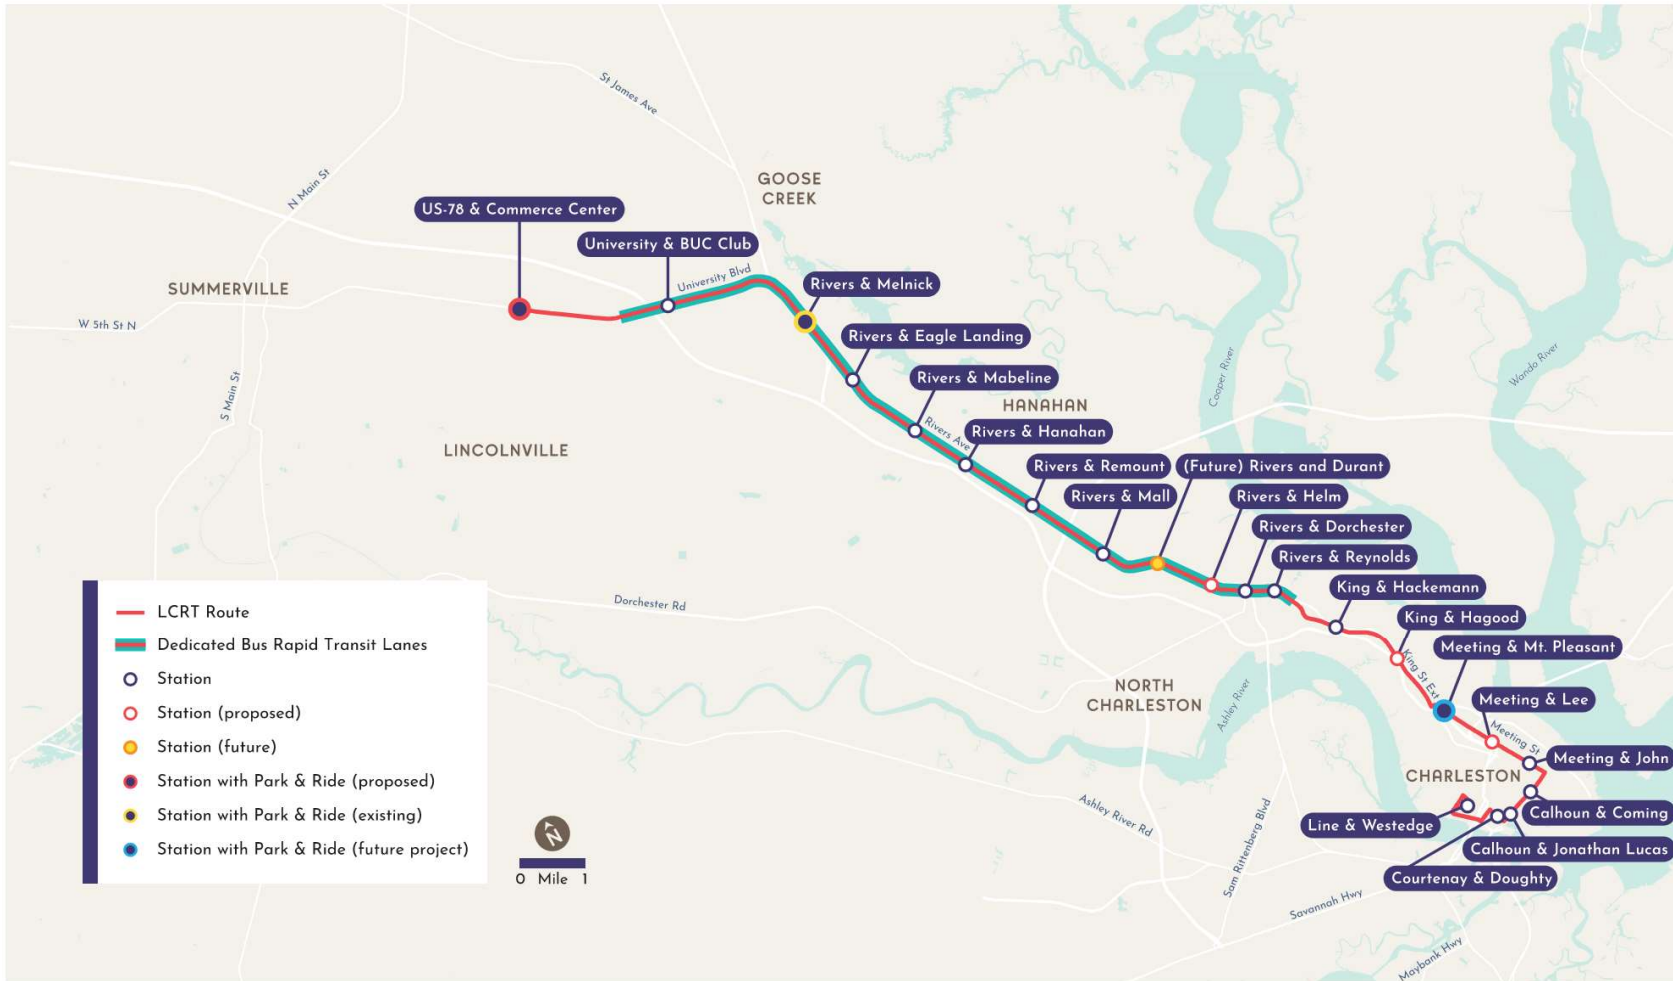 St James Ave
N Main St
GOOSE
CREEK
US-78 & Commerce Center
University & BUC Club
University Blvd
SUMMERVILLE
Rivers & Melnick
W 5th St N
Rivers & Eagle Landing
S Main St
Rivers & Mabeline
Cooper River
Wando River
HANAHAN
Rivers Ave
Rivers & Hanahan
LINCOLNVILLE
Rivers & Remount
(Future) Rivers and Durant
Rivers & Mall
Rivers & Helm
Rivers & Dorchester
Rivers & Reynolds
King & Hackemann
Dorchester Rd
King & Hagood
Meeting & Mt. Pleasant
King St Ext
NORTH
CHARLESTON
Ashley River
Meeting & Lee
Meeting St
Meeting & John
CHARLESTON
Calhoun & Coming
Line & Westedge
Calhoun & Jonathan Lucas
Courtenay & Doughty
Ashley River Rd
Sam Rittenberg Blvd
Savannah Hwy
Maybank Hwy
LCRT Route
Dedicated Bus Rapid Transit Lanes
Station
Station (proposed)
Station (future)
Station with Park & Ride (proposed)
Station with Park & Ride (existing)
Station with Park & Ride (future project)
N
0 Mile 1